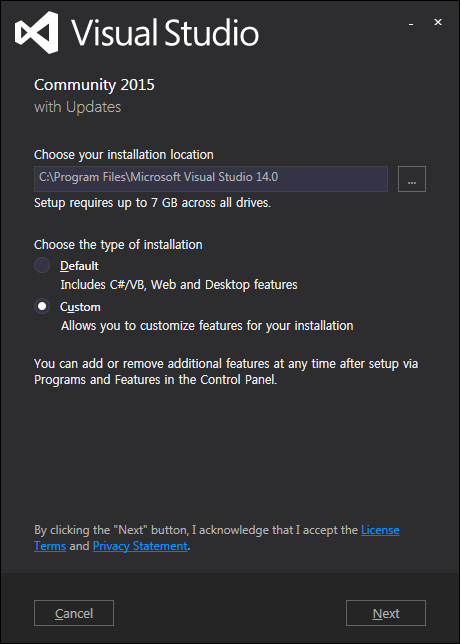 Visual Studio
Community 2015
with Updates
Choose your installation location
C:\Program Files\Microsoft Visual Studio 14.0
...
Setup requires up to 7 GB across all drives.
Choose the type of installation
Default
Includes C#/VB, Web and Desktop features
Custom
Allows you to customize features for your installation
You can add or remove additional features at any time after setup via
Programs and Features in the Control Panel.
By clicking the "Next" button, I acknowledge that I accept the License
Terms and Privacy Statement.
Cancel
Next